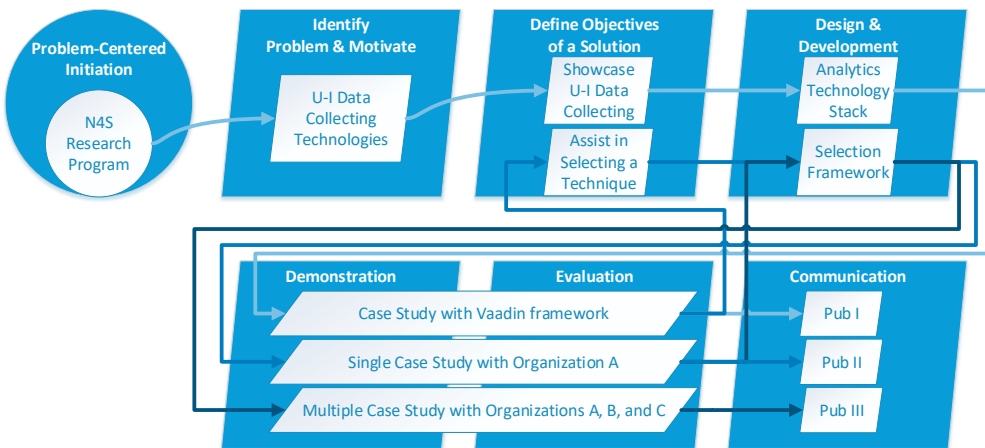 Problem-Centered
Initiation
N4S
Research
Program
Identify
Problem & Motivate
U-I Data
Collecting
Technologies
Define Objectives
of a Solution
Showcase
U-I Data
Collecting
Assist in
Selecting a
Technique
Design &
Development
Analytics
Technology
Stack
Selection
Framework
Demonstration
Evaluation
Communication
Case Study with Vaadin framework
Pub I
Single Case Study with Organization A
Pub II
Multiple Case Study with Organizations A, B, and C
Pub III